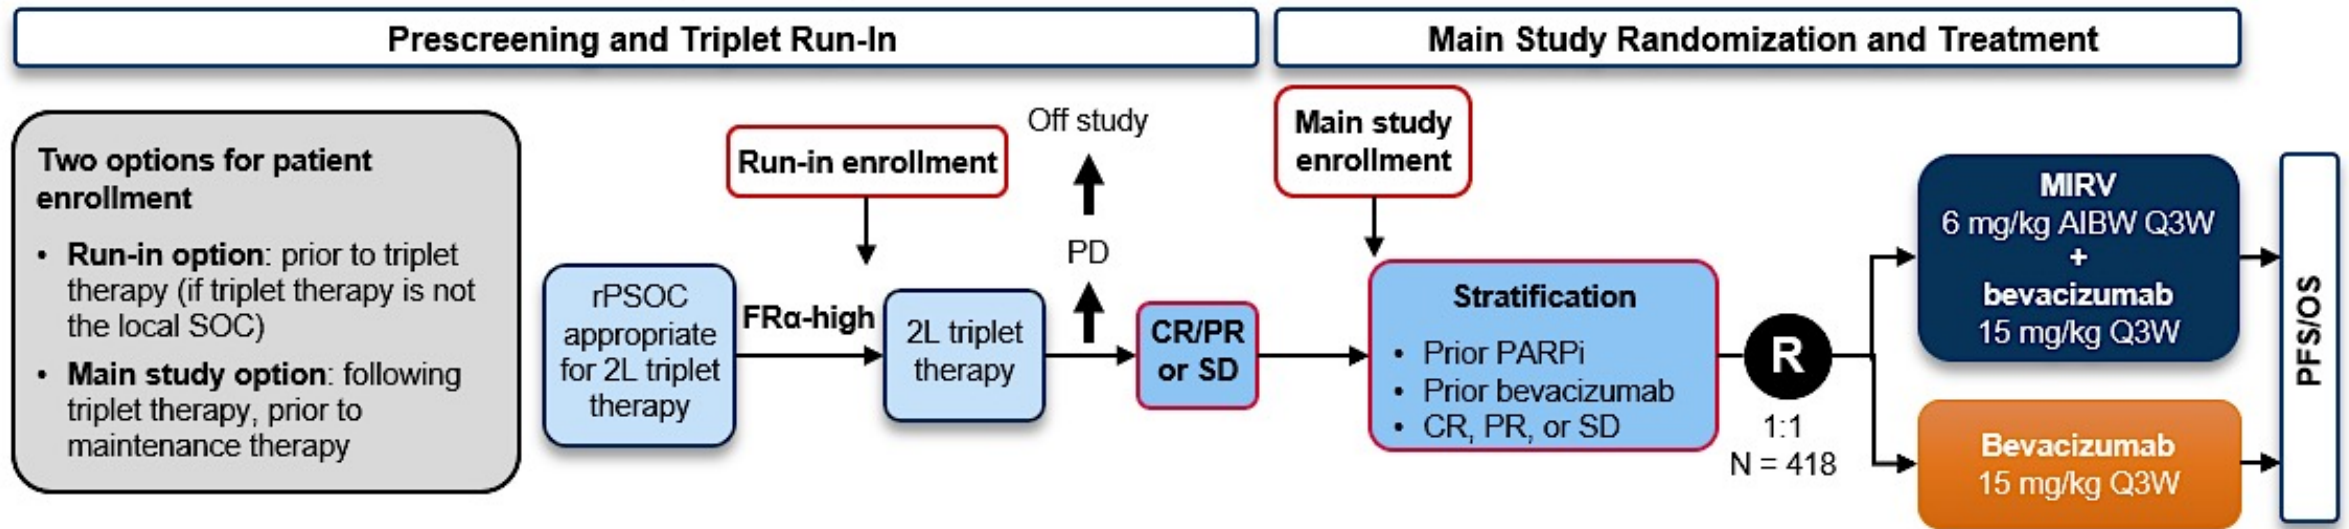 Prescreening and Triplet Run-In
Main Study Randomization and Treatment
Two options for patient
enrollment
• Run-in option: prior to triplet
therapy (if triplet therapy is not
the local SOC)
• Main study option: following
triplet therapy, prior to
maintenance therapy
rPSOC
appropriate
for 2L triplet
therapy
FRα-high
Run-in enrollment
2L triplet
therapy
Off study
PD
CR/PR
or SD
Main study
enrollment
Stratification
• Prior PARPi
• Prior bevacizumab
• CR, PR, or SD
R
1:1
N = 418
MIRV
6 mg/kg AIBW Q3W
+
bevacizumab
15 mg/kg Q3W
Bevacizumab
15 mg/kg Q3W
PFS/OS